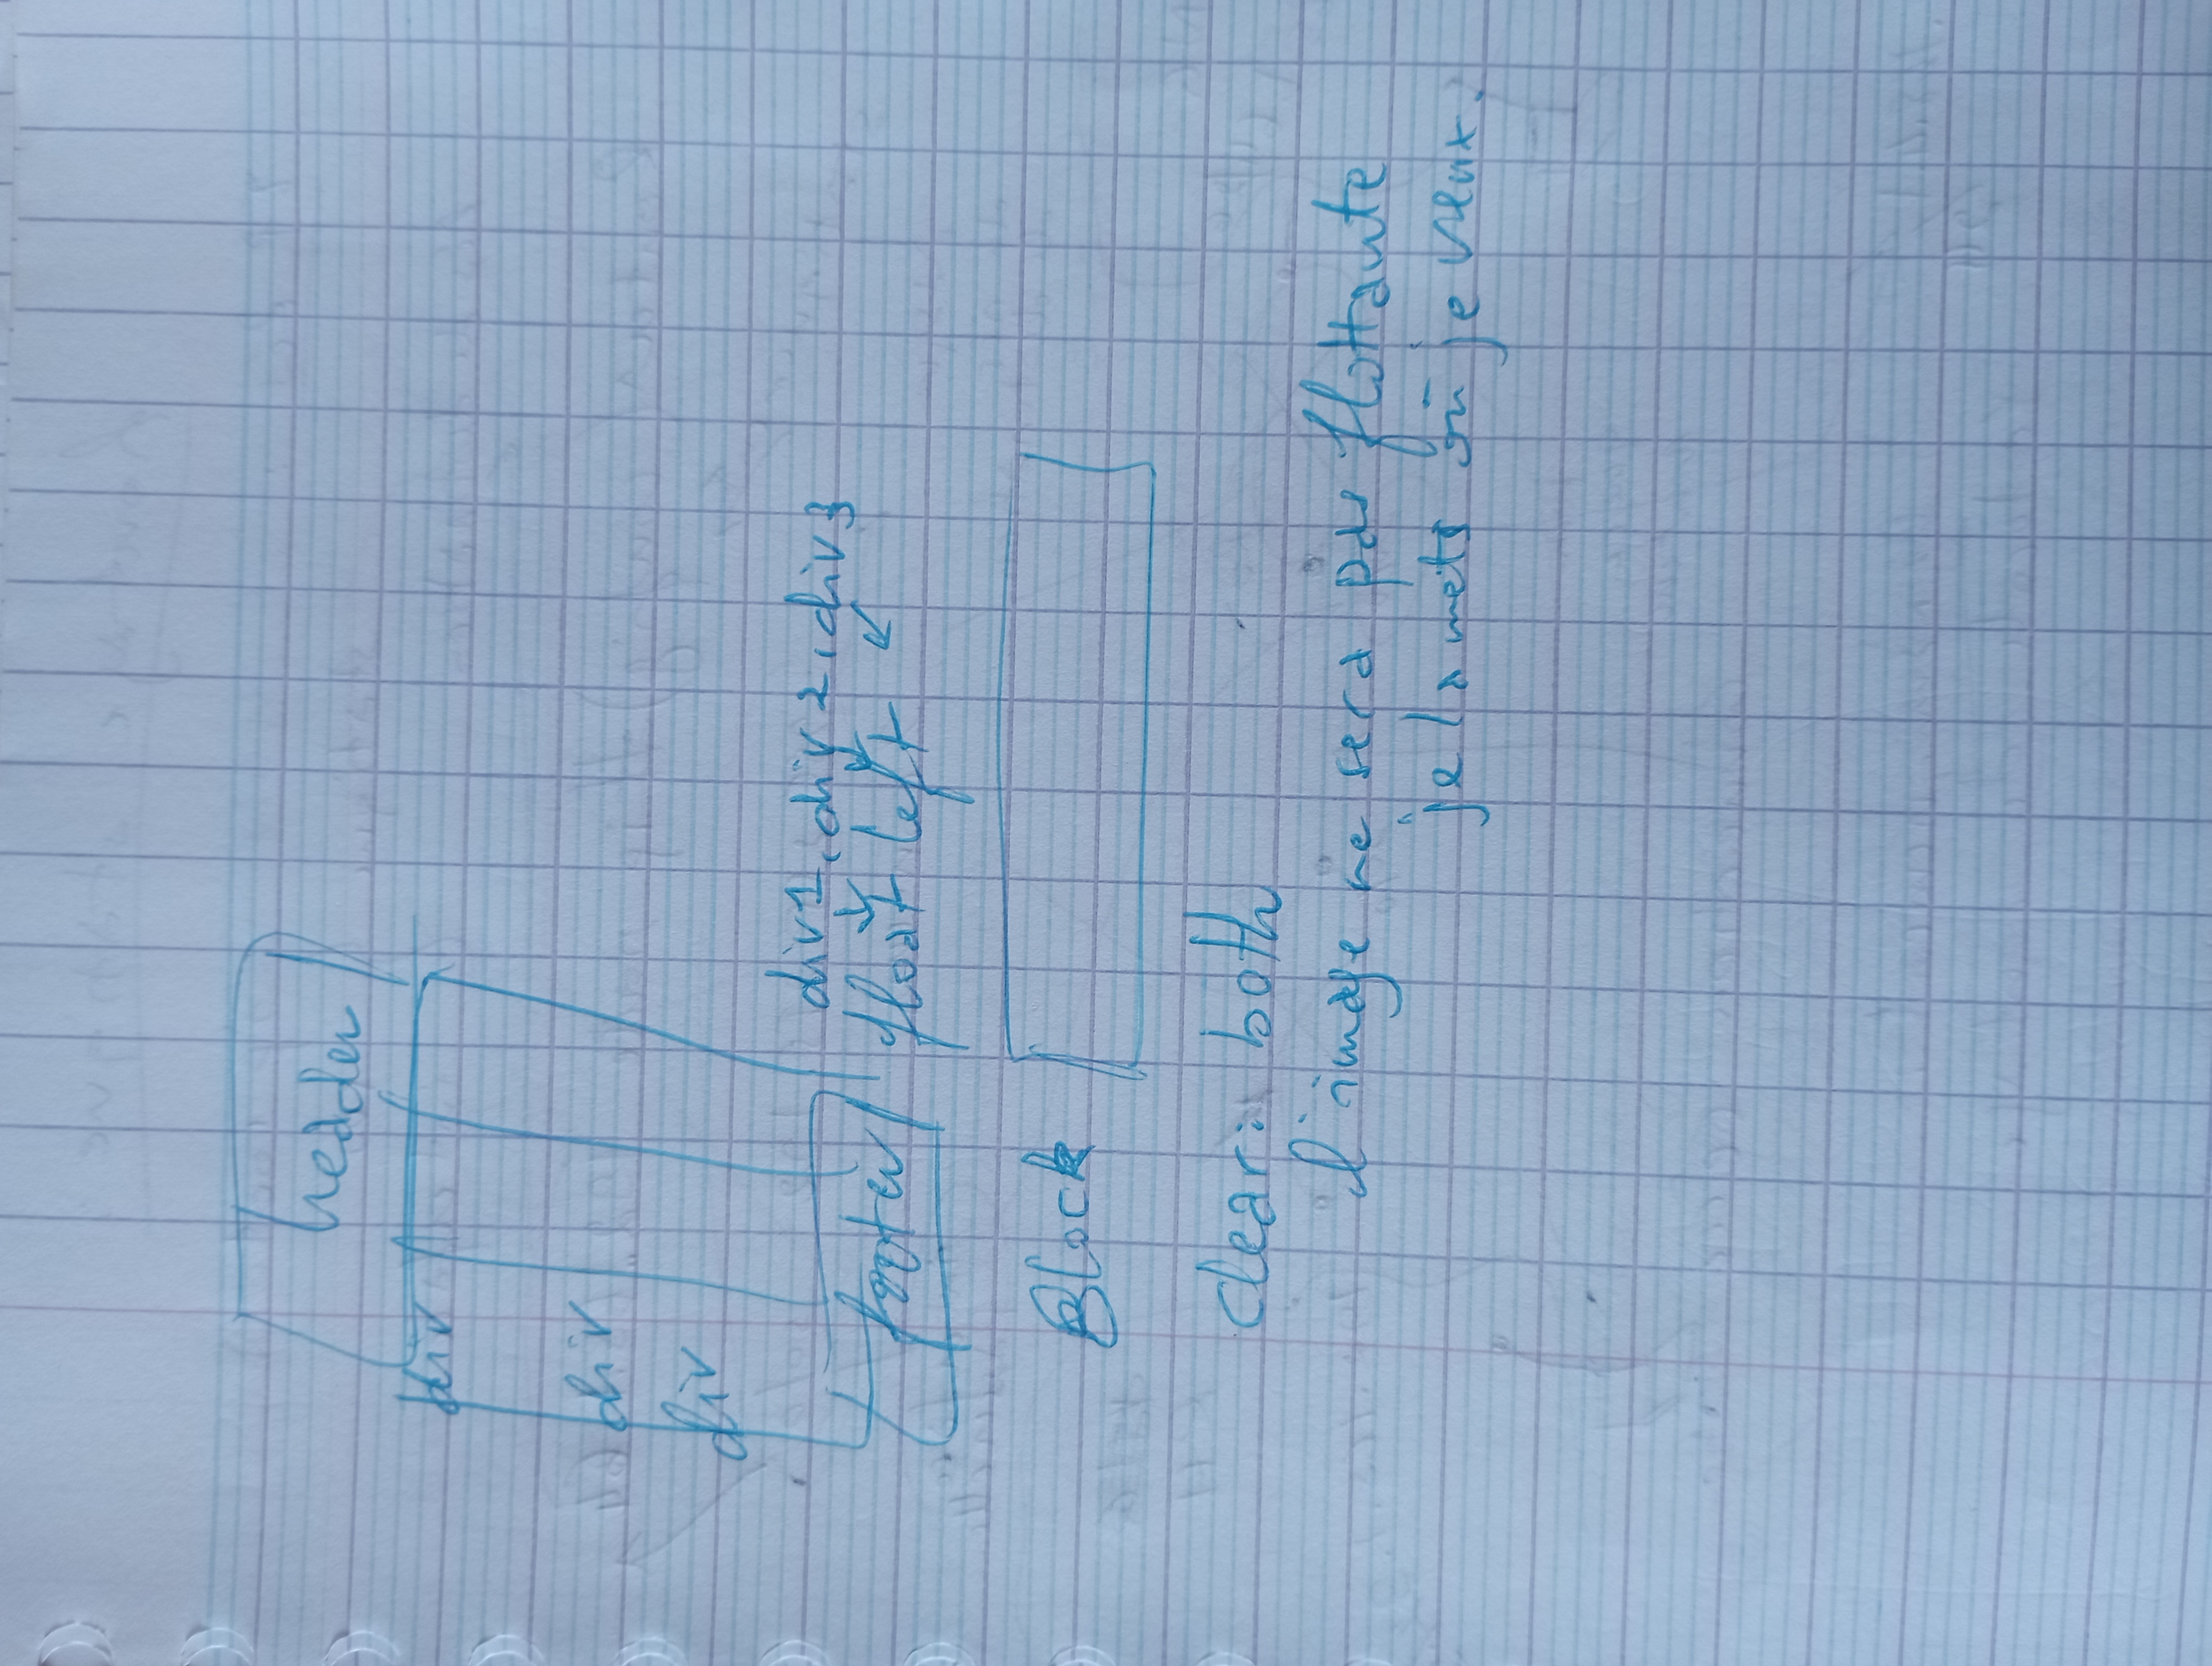 header
div
div
div
div1, div2, div3
footer float left
Block
clear: both
l'image ne sera pas flottante
je la mets où je veux.